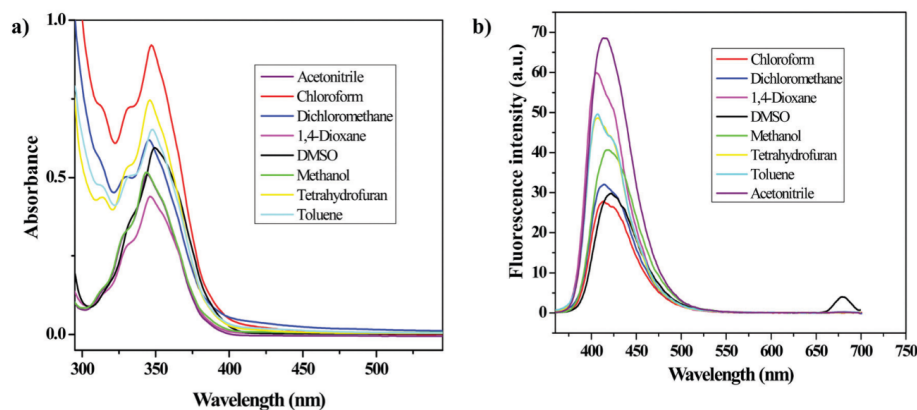 a)
1.0
0.5
0.0
Absorbance
Acetonitrile
Chloroform
Dichloromethane
1,4-Dioxane
DMSO
Methanol
Tetrahydrofuran
Toluene
300 350 400 450 500
Wavelength (nm)
b)
70
60
50
40
30
20
10
0
Fluorescence intensity (a.u.)
Chloroform
Dichloromethane
1,4-Dioxane
DMSO
Methanol
Tetrahydrofuran
Toluene
Acetonitrile
400 450 500 550 600 650 700 750
Wavelength (nm)